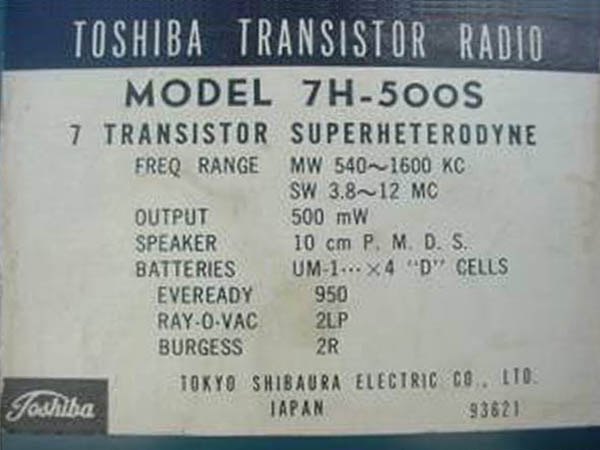 TOSHIBA TRANSISTOR RADIO
MODEL 7H-500S
7 TRANSISTOR SUPERHETERODYNE
FREQ RANGE MW 540~1600 KC
SW 3.8~12 MC
OUTPUT 500 mW
SPEAKER 10 cm P. M. D. S.
BATTERIES UM-1···×4 "D" CELLS
EVEREADY 950
RAY-O-VAC 2LP
BURGESS 2R
TOKYO SHIBAURA ELECTRIC CO., LTD.
Toshiba JAPAN 93621